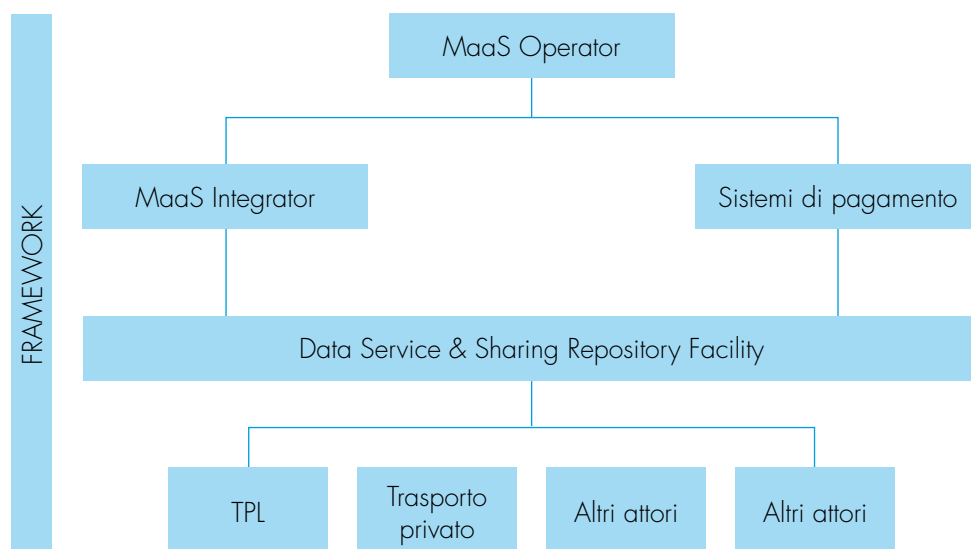 MaaS Operator
FRAMEWORK
MaaS Integrator
Sistemi di pagamento
Data Service & Sharing Repository Facility
TPL
Trasporto
privato
Altri attori
Altri attori